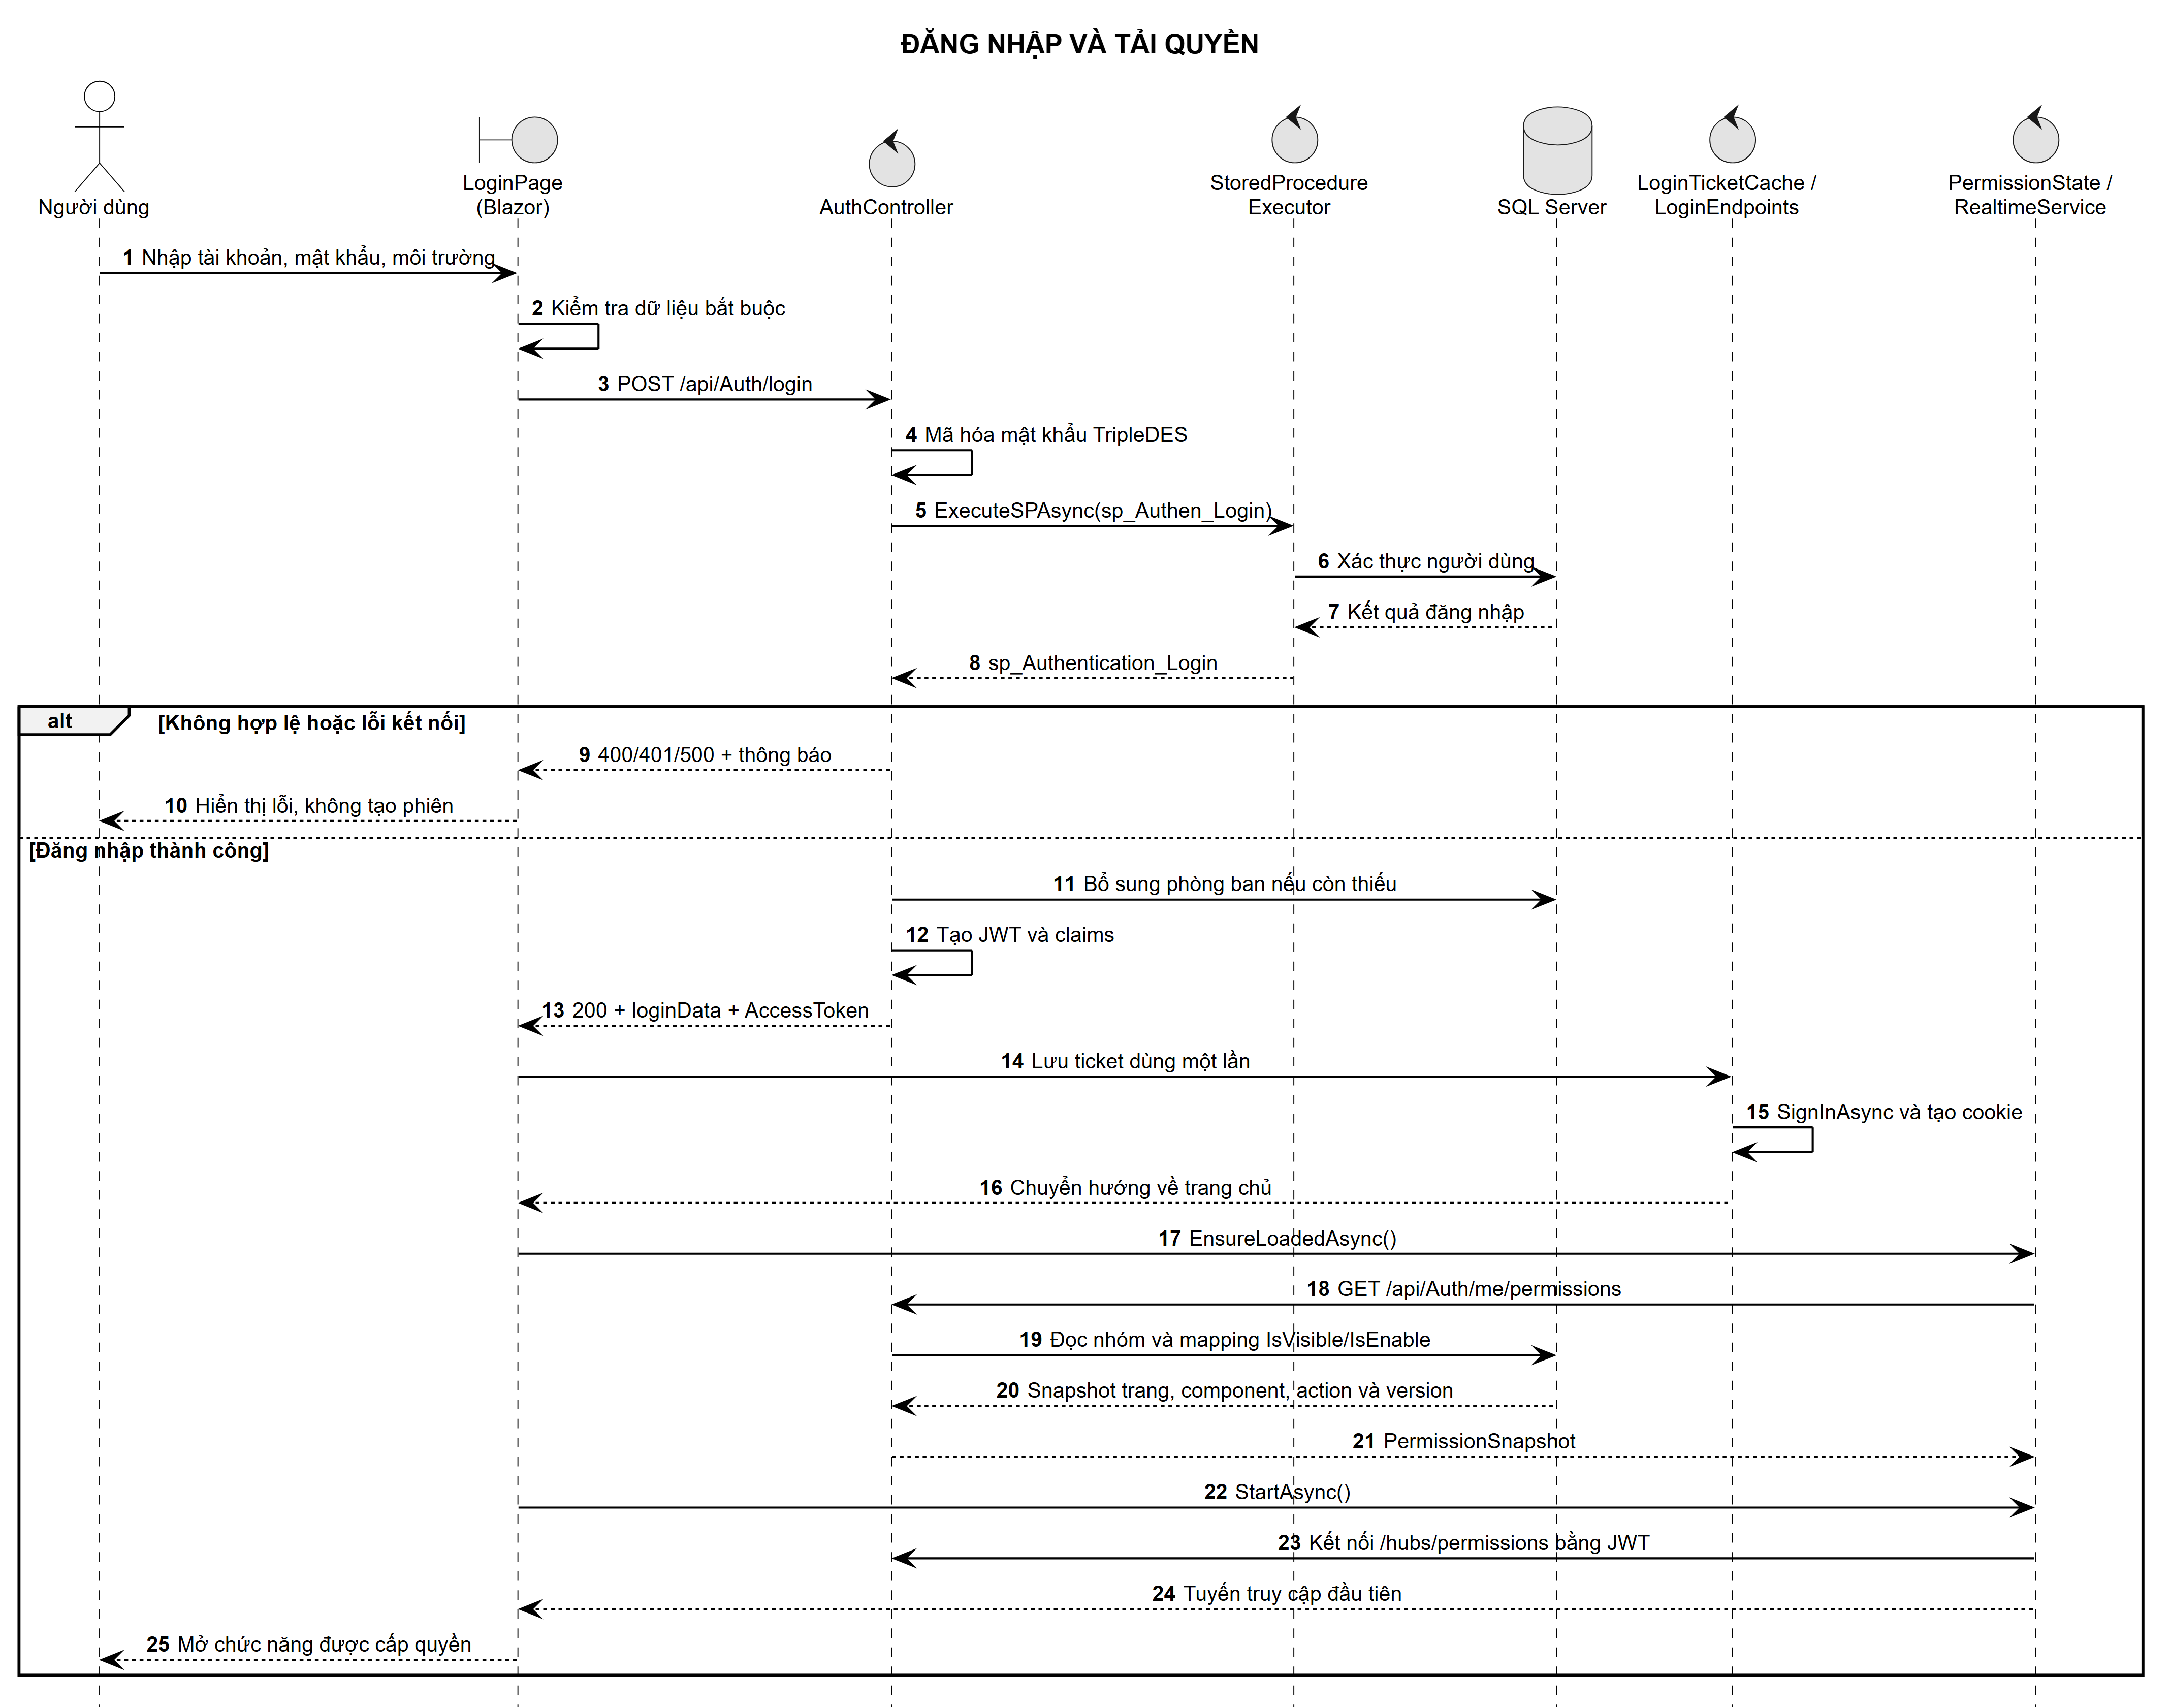 ĐĂNG NHẬP VÀ TẢI QUYỀN
Người dùng
LoginPage
(Blazor)
AuthController
StoredProcedure
Executor
SQL Server
LoginTicketCache /
LoginEndpoints
PermissionState /
RealtimeService
1 Nhập tài khoản, mật khẩu, môi trường
2 Kiểm tra dữ liệu bắt buộc
3 POST /api/Auth/login
4 Mã hóa mật khẩu TripleDES
5 ExecuteSPAsync(sp_Authen_Login)
6 Xác thực người dùng
7 Kết quả đăng nhập
8 sp_Authentication_Login
alt [Không hợp lệ hoặc lỗi kết nối]
9 400/401/500 + thông báo
10 Hiển thị lỗi, không tạo phiên
[Đăng nhập thành công]
11 Bổ sung phòng ban nếu còn thiếu
12 Tạo JWT và claims
13 200 + loginData + AccessToken
14 Lưu ticket dùng một lần
15 SignInAsync và tạo cookie
16 Chuyển hướng về trang chủ
17 EnsureLoadedAsync()
18 GET /api/Auth/me/permissions
19 Đọc nhóm và mapping IsVisible/IsEnable
20 Snapshot trang, component, action và version
21 PermissionSnapshot
22 StartAsync()
23 Kết nối /hubs/permissions bằng JWT
24 Tuyến truy cập đầu tiên
25 Mở chức năng được cấp quyền